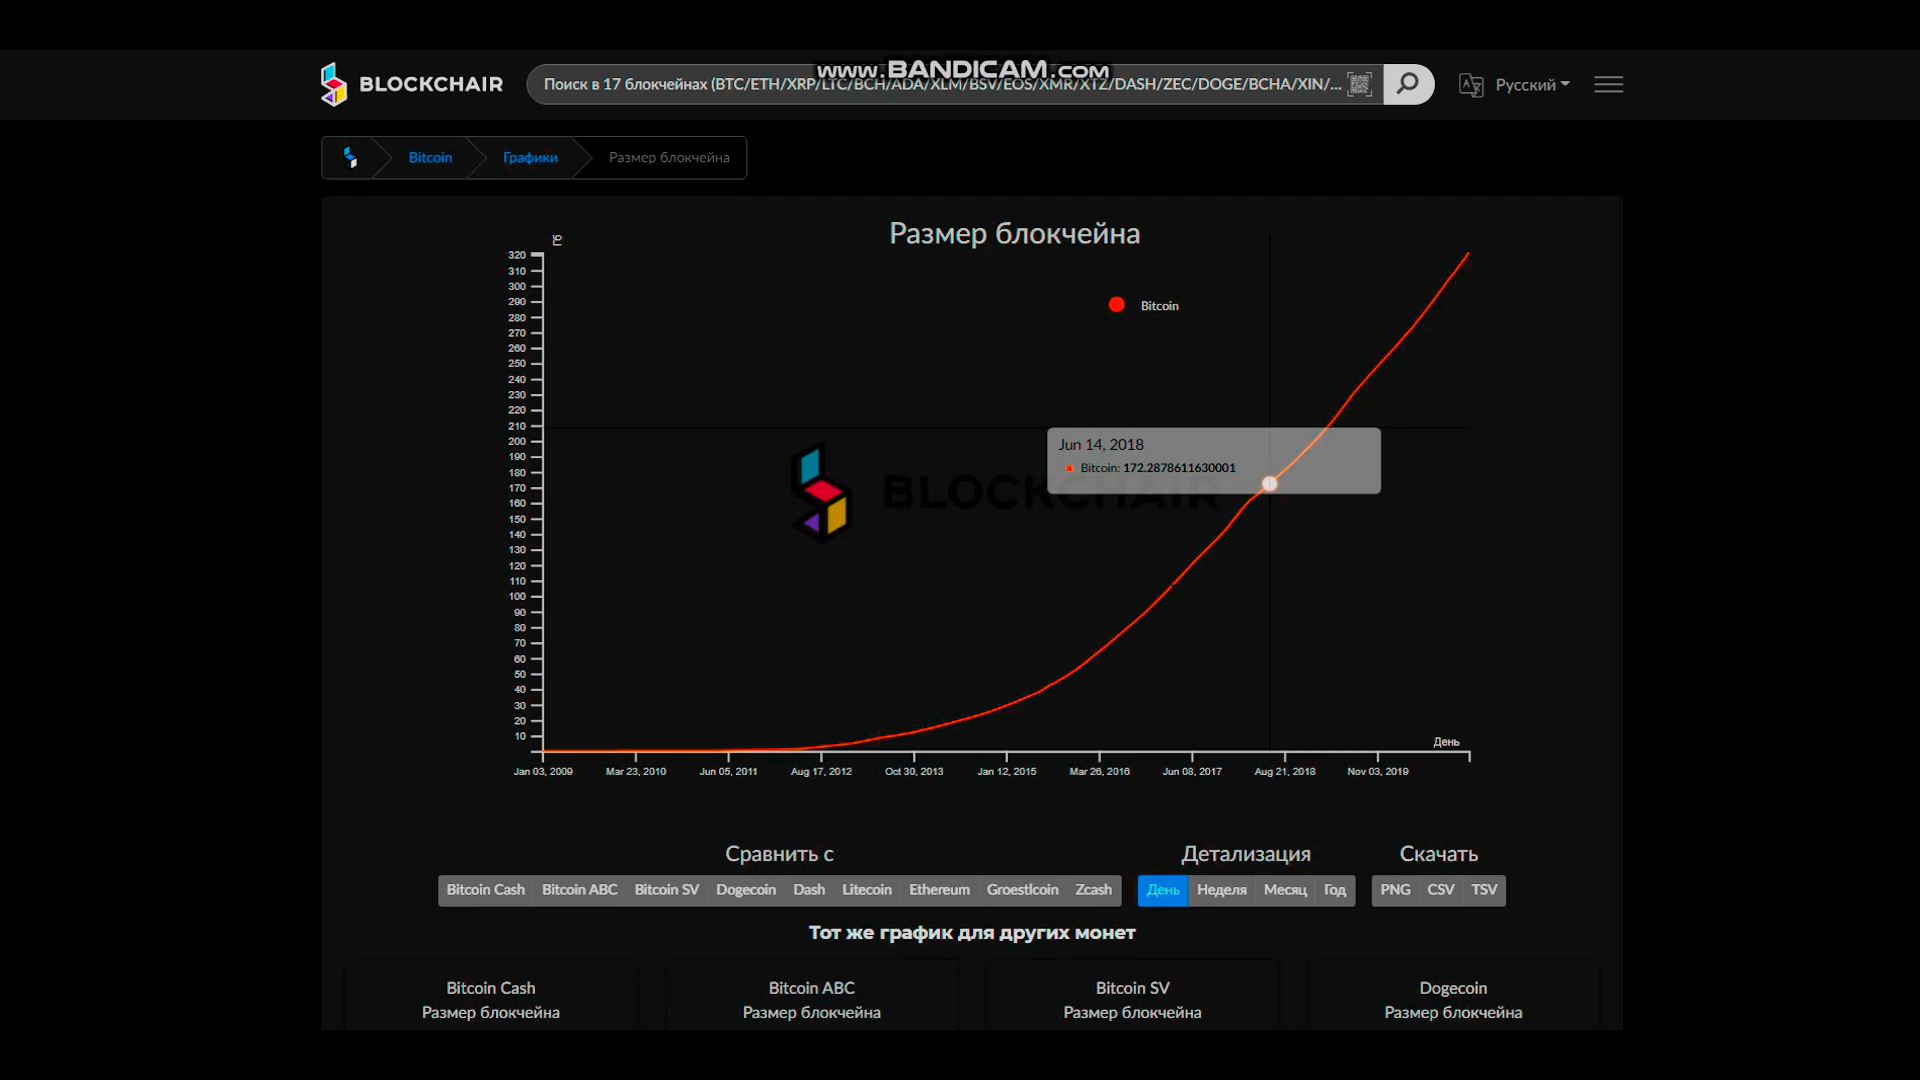 www.BANDICAM.com
BLOCKCHAIR
Поиск в 17 блокчейнах (BTC/ETH/XRP/LTC/BCH/ADA/XLM/BSV/EOS/XMR/XTZ/DASH/ZEC/DOGE/BCHA/XIN/...
Русский
Bitcoin
Графики
Размер блокчейна
Размер блокчейна
320
310
300
290
280
270
260
250
240
230
220
210
200
190
180
170
160
150
140
130
120
110
100
90
80
70
60
50
40
30
20
10
Bitcoin
Jun 14, 2018
Bitcoin: 172.2878611630001
BLOCKCHAIR
День
Jan 03, 2009
Mar 23, 2010
Jun 05, 2011
Aug 17, 2012
Oct 30, 2013
Jan 12, 2015
Mar 26, 2016
Jun 08, 2017
Aug 21, 2018
Nov 03, 2019
Сравнить с
Bitcoin Cash Bitcoin ABC Bitcoin SV Dogecoin Dash Litecoin Ethereum Groestlcoin Zcash
Детализация
День Неделя Месяц Год
Скачать
PNG CSV TSV
Тот же график для других монет
Bitcoin Cash
Размер блокчейна
Bitcoin ABC
Размер блокчейна
Bitcoin SV
Размер блокчейна
Dogecoin
Размер блокчейна